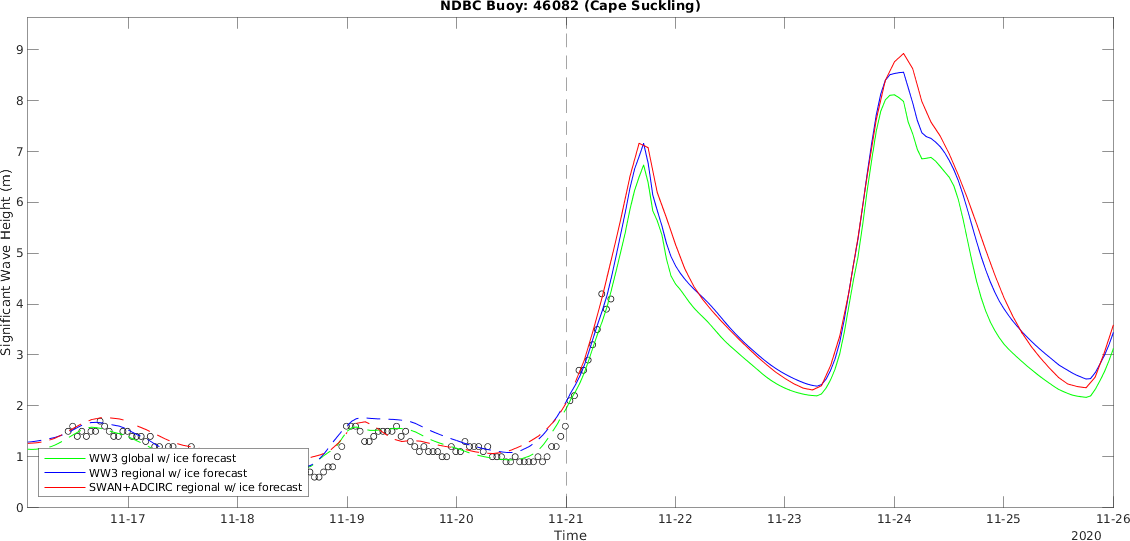 NDBC Buoy: 46082 (Cape Suckling)
Significant Wave Height (m)
9
8
7
6
5
4
3
2
1
0
WW3 global w/ ice forecast
WW3 regional w/ ice forecast
SWAN+ADCIRC regional w/ ice forecast
11-17 11-18 11-19 11-20 11-21 11-22 11-23 11-24 11-25 11-26
Time
2020